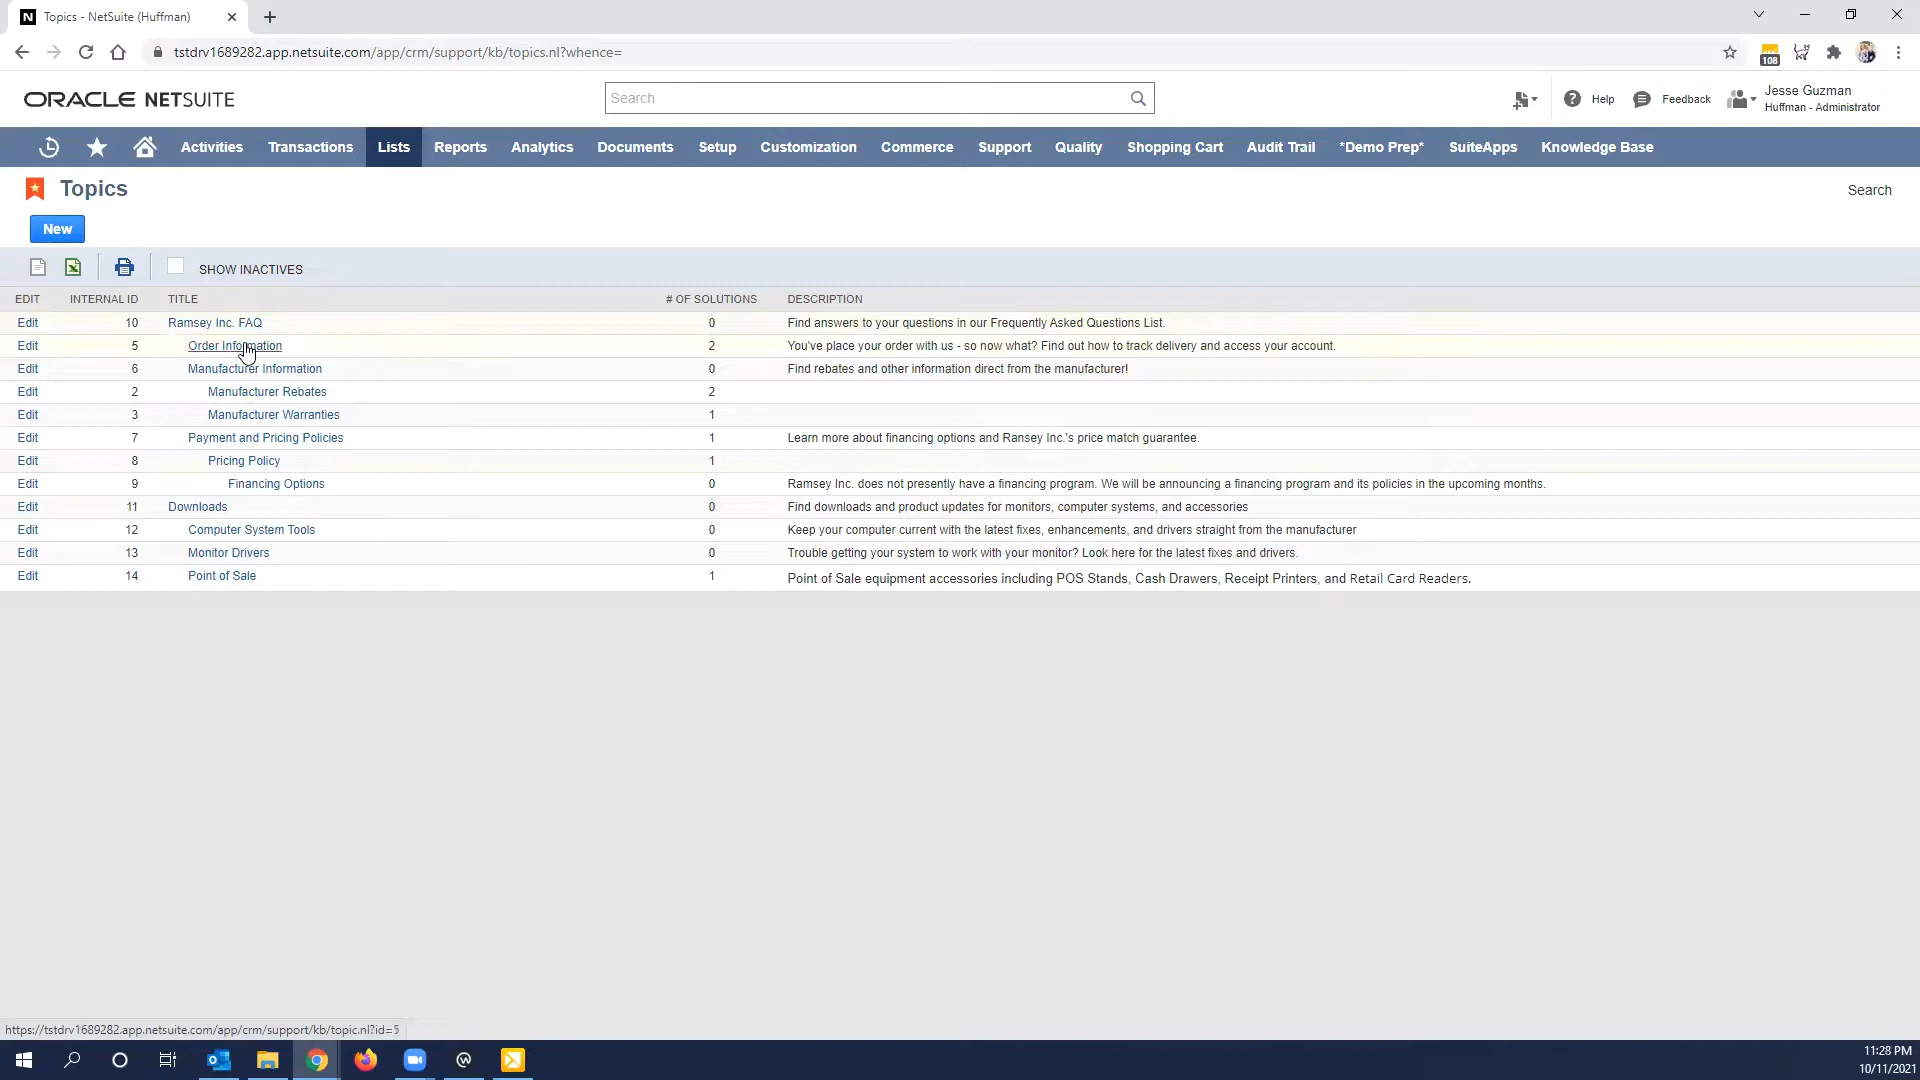 Topics - NetSuite (Huffman)
tstdrv1689282.app.netsuite.com/app/crm/support/kb/topics.nl?whence=
108
ORACLE NETSUITE
Search
Help
Feedback
Jesse Guzman
Huffman - Administrator
Activities Transactions Lists Reports Analytics Documents Setup Customization Commerce Support Quality Shopping Cart Audit Trail *Demo Prep* SuiteApps Knowledge Base
Topics
Search
New
SHOW INACTIVES
EDIT INTERNAL ID TITLE # OF SOLUTIONS DESCRIPTION
Edit 10 Ramsey Inc. FAQ 0 Find answers to your questions in our Frequently Asked Questions List.
Edit 5 Order Information 2 You've place your order with us - so now what? Find out how to track delivery and access your account.
Edit 6 Manufacturer Information 0 Find rebates and other information direct from the manufacturer!
Edit 2 Manufacturer Rebates 2
Edit 3 Manufacturer Warranties 1
Edit 7 Payment and Pricing Policies 1 Learn more about financing options and Ransey Inc.'s price match guarantee.
Edit 8 Pricing Policy 1
Edit 9 Financing Options 0 Ramsey Inc. does not presently have a financing program. We will be announcing a financing program and its policies in the upcoming months.
Edit 11 Downloads 0 Find downloads and product updates for monitors, computer systems, and accessories
Edit 12 Computer System Tools 0 Keep your computer current with the latest fixes, enhancements, and drivers straight from the manufacturer
Edit 13 Monitor Drivers 0 Trouble getting your system to work with your monitor? Look here for the latest fixes and drivers.
Edit 14 Point of Sale 1 Point of Sale equipment accessories including POS Stands, Cash Drawers, Receipt Printers, and Retail Card Readers.
https://tstdrv1689282.app.netsuite.com/app/crm/support/kb/topic.nl?id=5
11:28 PM
10/11/2021